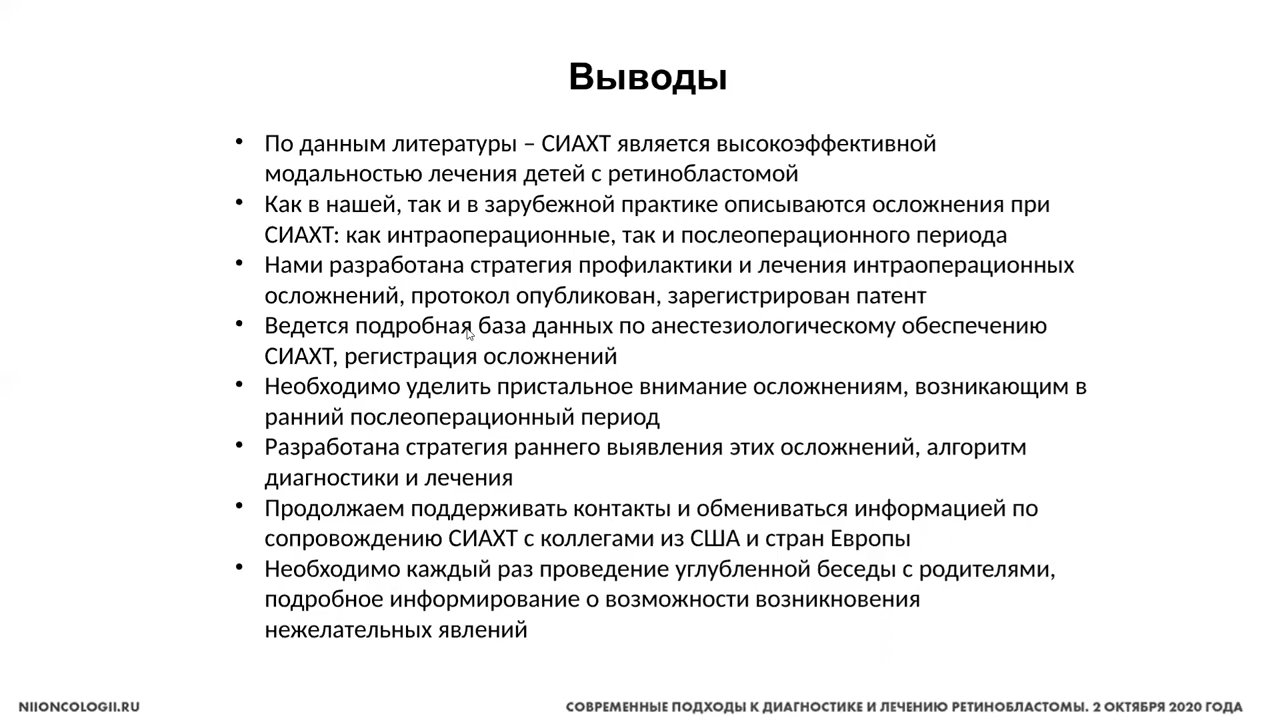 Выводы
• По данным литературы – СИАХТ является высокоэффективной
модальностью лечения детей с ретинобластомой
• Как в нашей, так и в зарубежной практике описываются осложнения при
СИАХТ: как интраоперационные, так и послеоперационного периода
• Нами разработана стратегия профилактики и лечения интраоперационных
осложнений, протокол опубликован, зарегистрирован патент
• Ведется подробная база данных по анестезиологическому обеспечению
СИАХТ, регистрация осложнений
• Необходимо уделить пристальное внимание осложнениям, возникающим в
ранний послеоперационный период
• Разработана стратегия раннего выявления этих осложнений, алгоритм
диагностики и лечения
• Продолжаем поддерживать контакты и обмениваться информацией по
сопровождению СИАХТ с коллегами из США и стран Европы
• Необходимо каждый раз проведение углубленной беседы с родителями,
подробное информирование о возможности возникновения
нежелательных явлений
NIIONCOLOGII.RU
СОВРЕМЕННЫЕ ПОДХОДЫ К ДИАГНОСТИКЕ И ЛЕЧЕНИЮ РЕТИНОБЛАСТОМЫ. 2 ОКТЯБРЯ 2020 ГОДА